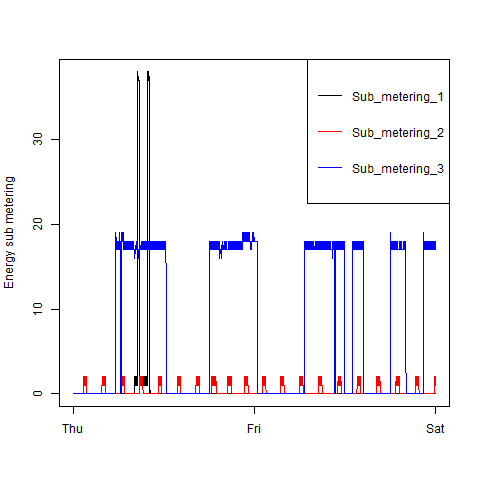 Sub_metering_1
Sub_metering_2
Sub_metering_3
Energy sub metering
30
20
10
0
Thu
Fri
Sat